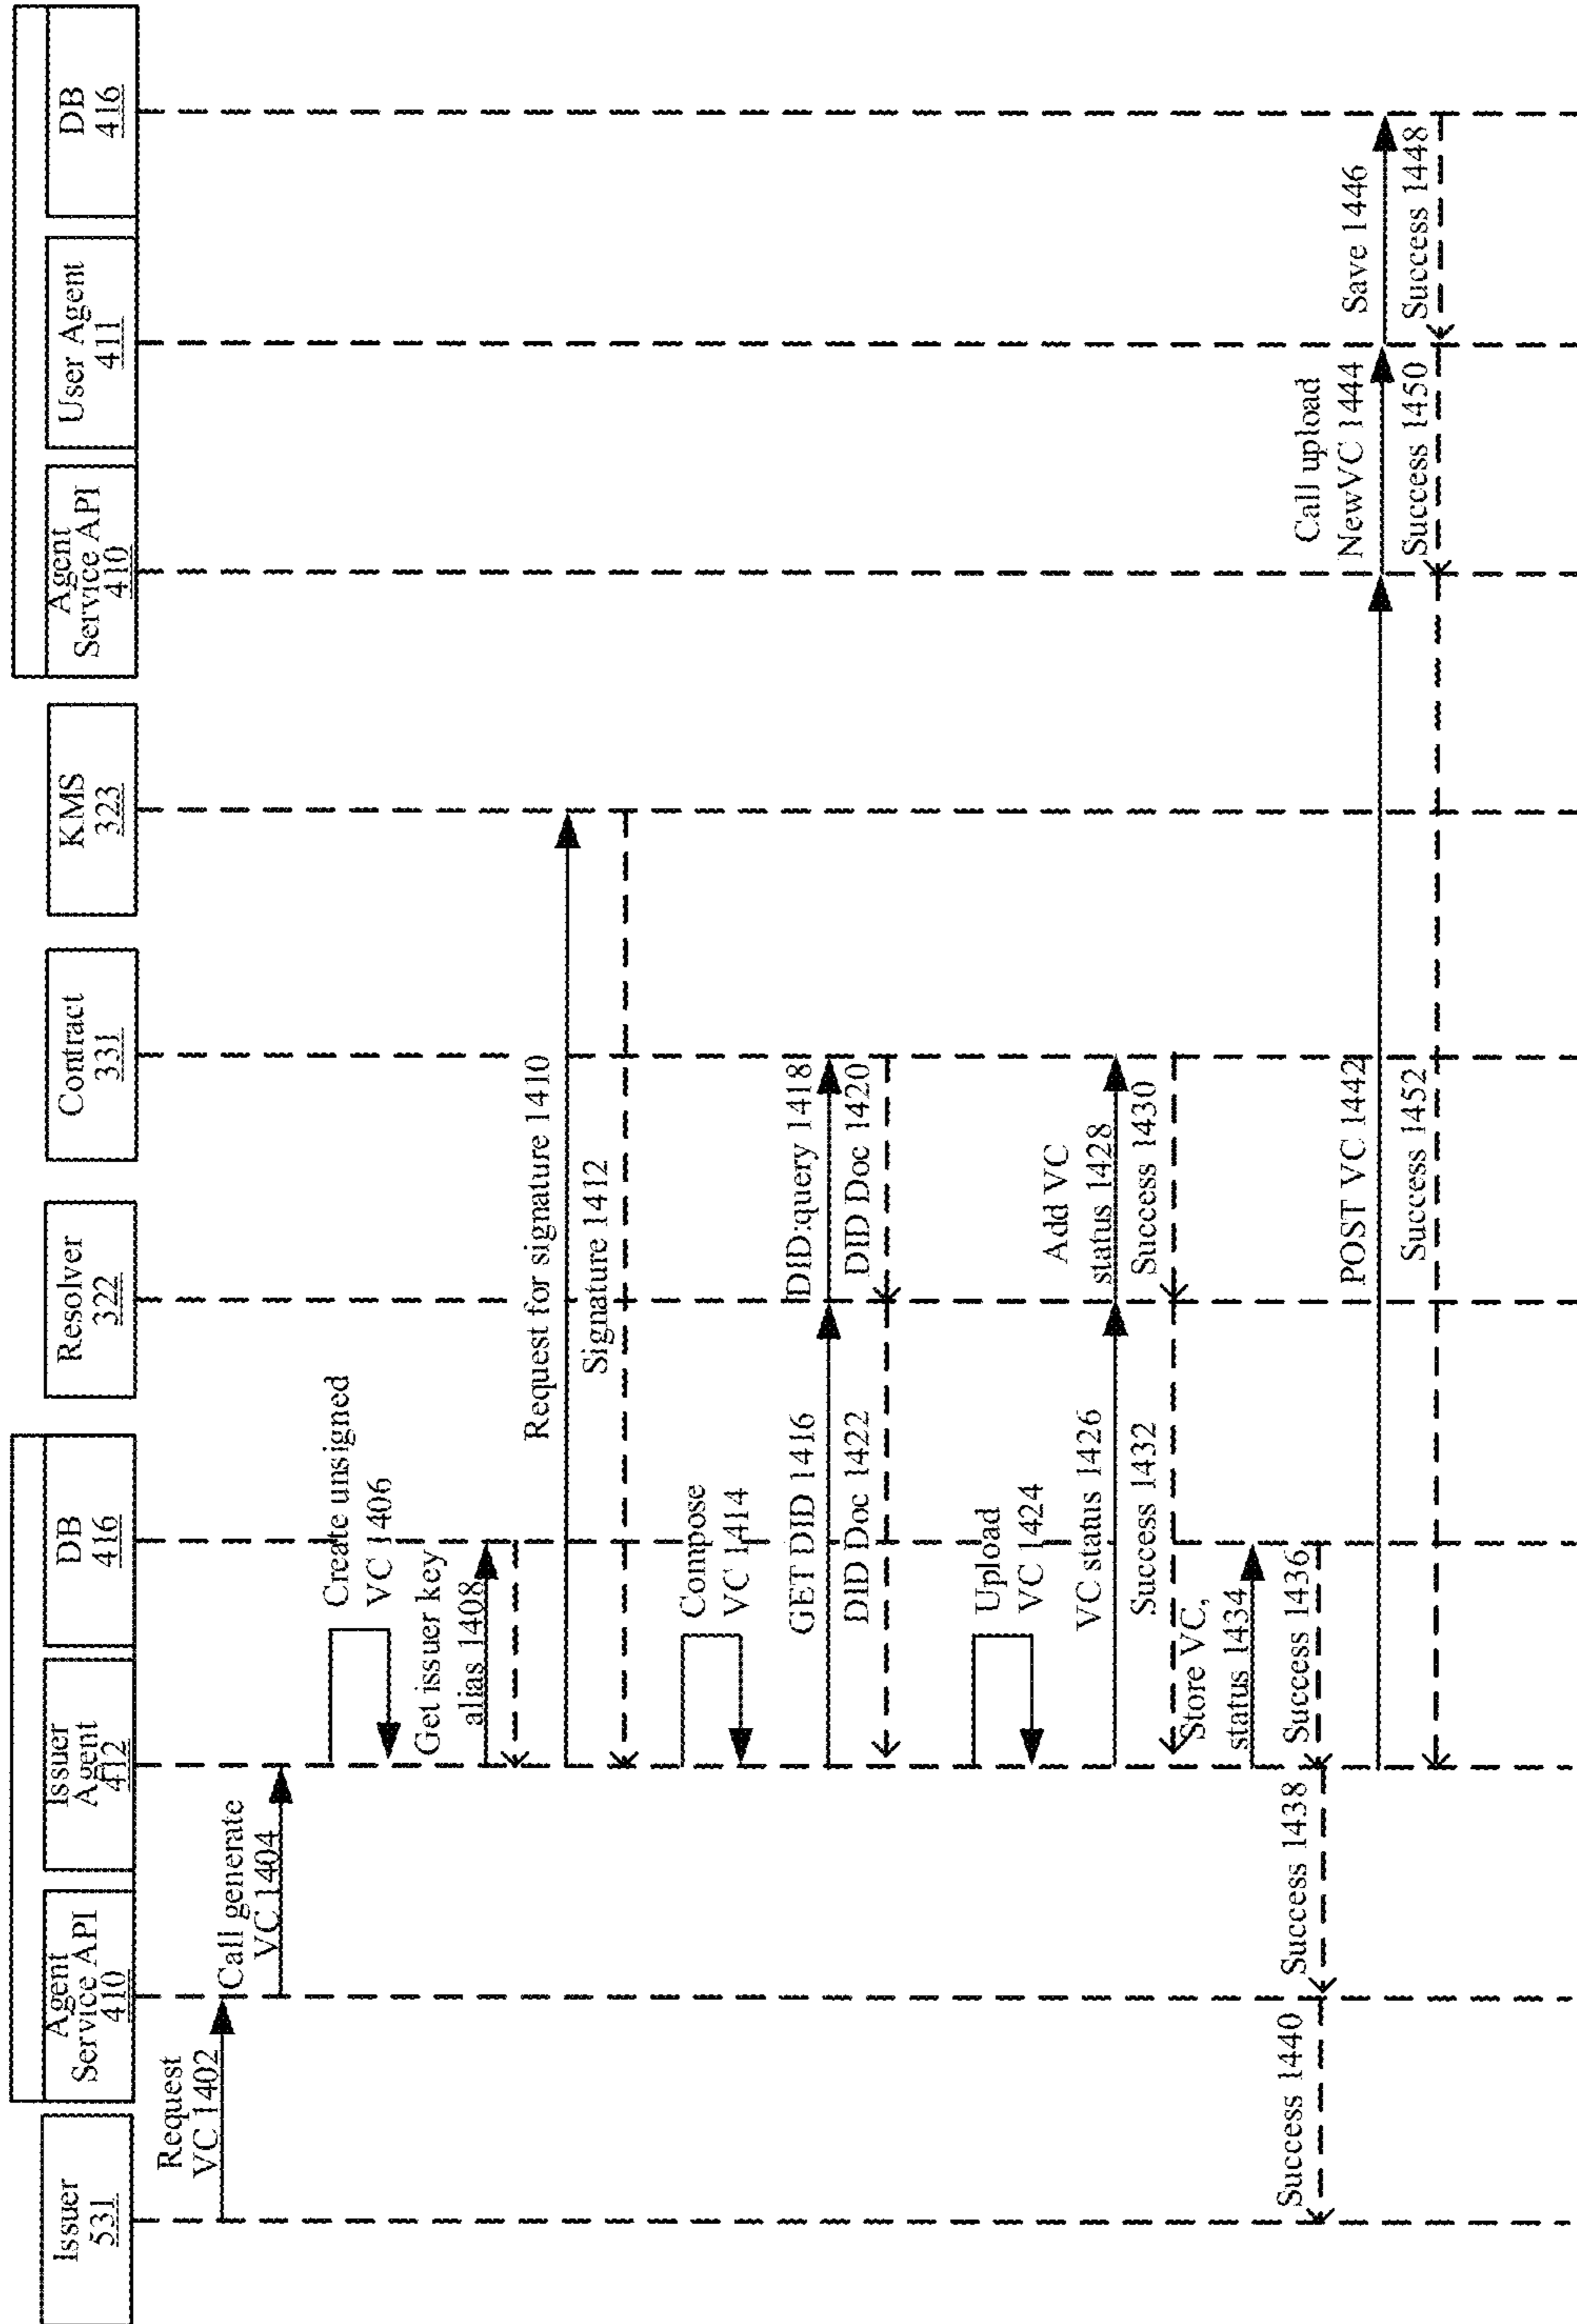 Issuer
531
Agent
Service API
410
Issuer
Agent
412
DB
416
Resolver
322
Contract
331
KMS
323
Agent
Service API
410
User Agent
411
DB
416
Request
VC 1402
Call generate
VC 1404
Create unsigned
VC 1406
Get issuer key
alias 1408
Request for signature 1410
Signature 1412
Compose
VC 1414
GET DID 1416
DID:query 1418
DID Doc 1420
DID Doc 1422
Upload
VC 1424
VC status 1426
Add VC
status 1428
Success 1430
Success 1432
Store VC,
status 1434
Success 1436
Success 1438
Success 1440
POST VC 1442
Call upload
NewVC 1444
Save 1446
Success 1448
Success 1450
Success 1452